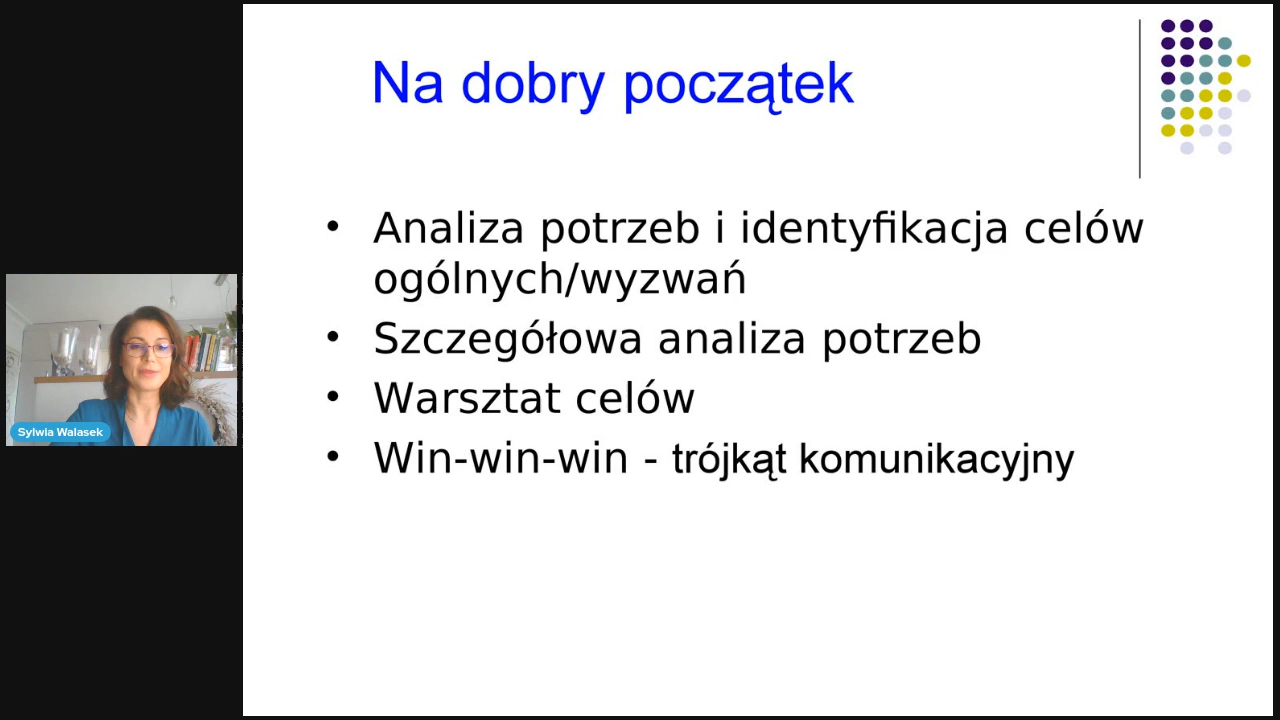 Na dobry początek
• Analiza potrzeb i identyfikacja celów
ogólnych/wyzwań
• Szczegółowa analiza potrzeb
• Warsztat celów
• Win-win-win - trójkąt komunikacyjny
Sylwia Walasek